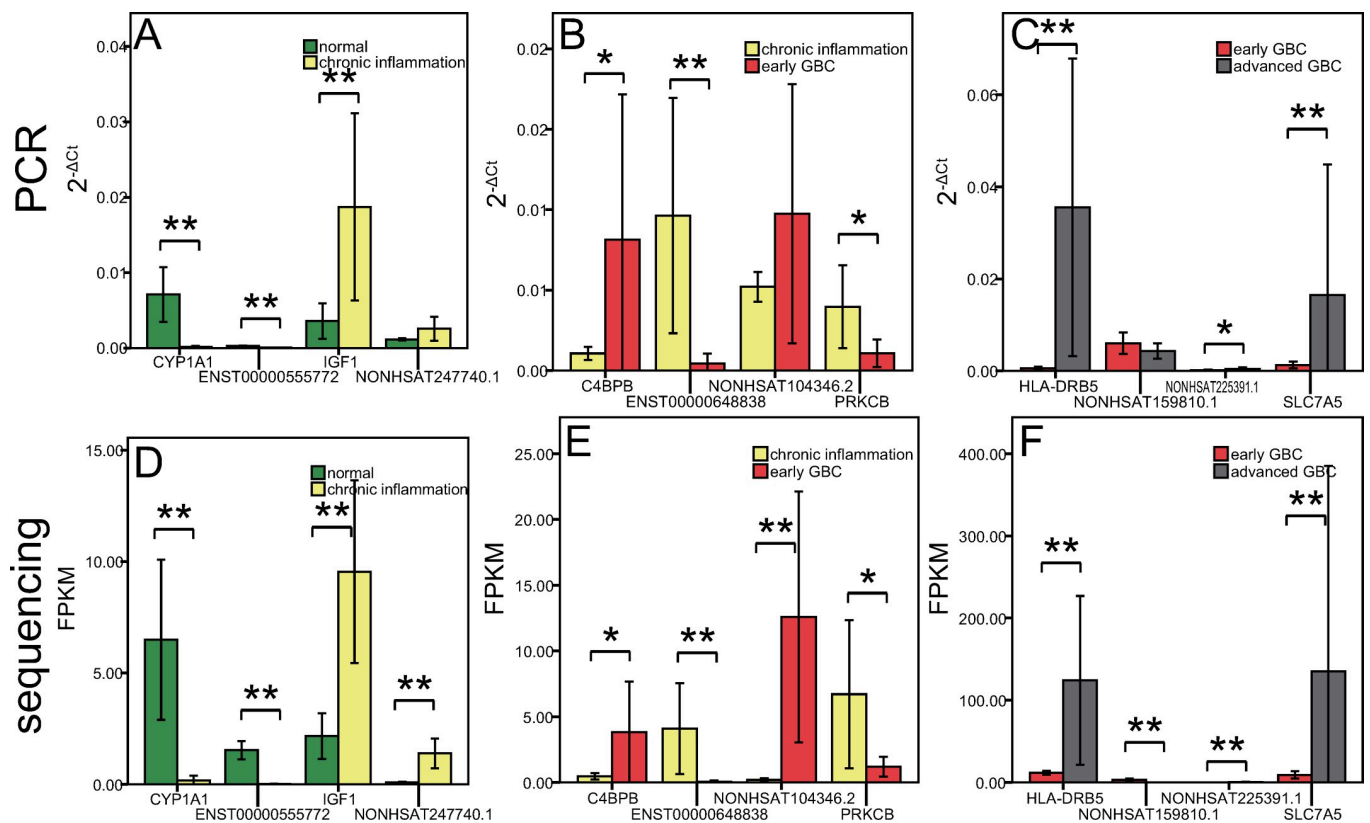 PCR
A
normal
chronic inflammation
2-ΔCt
0.04
0.03
0.02
0.01
0.00
**
**
**
CYP1A1
ENST00000555772
IGF1
NONHSAT247740.1
B
chronic inflammation
early GBC
2-ΔCt
0.02
0.02
0.01
0.01
0.00
*
**
*
C4BPB
ENST00000648838
NONHSAT104346.2
PRKCB
C
early GBC
advanced GBC
2-ΔCt
0.06
0.04
0.02
0.00
**
*
**
HLA-DRB5
NONHSAT159810.1
NONHSAT225391.1
SLC7A5
sequencing
D
normal
chronic inflammation
FPKM
15.00
10.00
5.00
0.00
**
**
**
**
CYP1A1
ENST00000555772
IGF1
NONHSAT247740.1
E
chronic inflammation
early GBC
FPKM
25.00
20.00
15.00
10.00
5.00
0.00
*
**
**
*
C4BPB
ENST00000648838
NONHSAT104346.2
PRKCB
F
early GBC
advanced GBC
FPKM
400.00
300.00
200.00
100.00
0.00
**
**
**
**
HLA-DRB5
NONHSAT159810.1
NONHSAT225391.1
SLC7A5